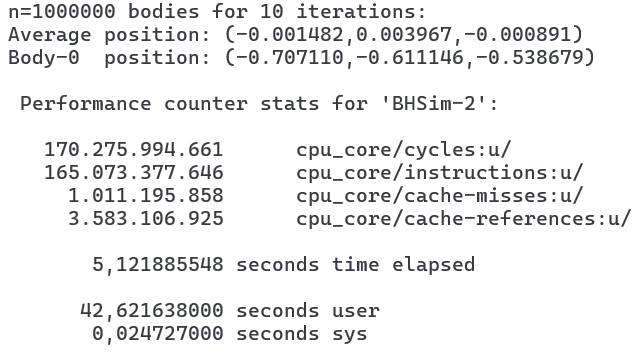 n=1000000 bodies for 10 iterations:
Average position: (-0.001482,0.003967,-0.000891)
Body-0  position: (-0.707110,-0.611146,-0.538679)
Performance counter stats for 'BHSim-2':
170.275.994.661      cpu_core/cycles:u/
165.073.377.646      cpu_core/instructions:u/
1.011.195.858      cpu_core/cache-misses:u/
3.583.106.925      cpu_core/cache-references:u/
5,121885548 seconds time elapsed
42,621638000 seconds user
0,024727000 seconds sys